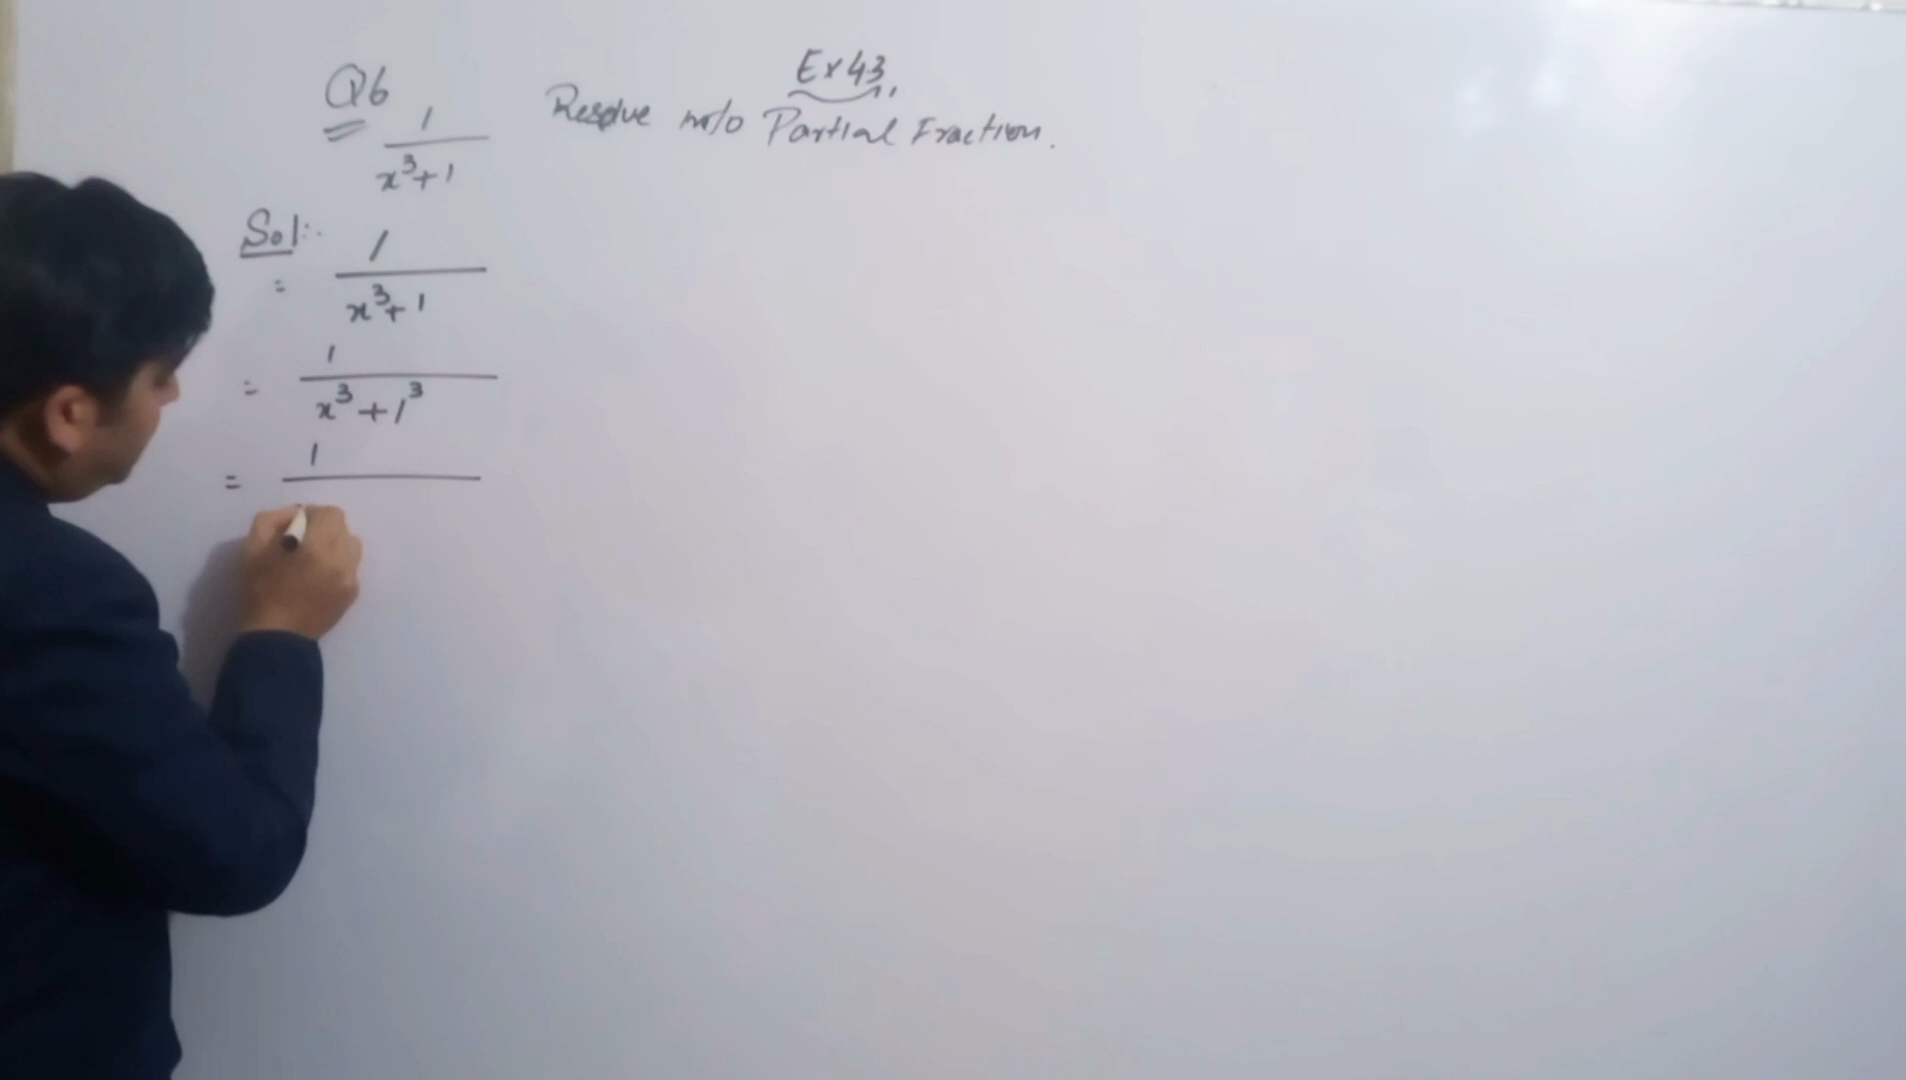 Ex 4.3
Q6 1/(x³+1) Resolve into Partial Fraction.
Sol:-
= 1/(x³+1)
= 1/(x³+1³)
= 1/